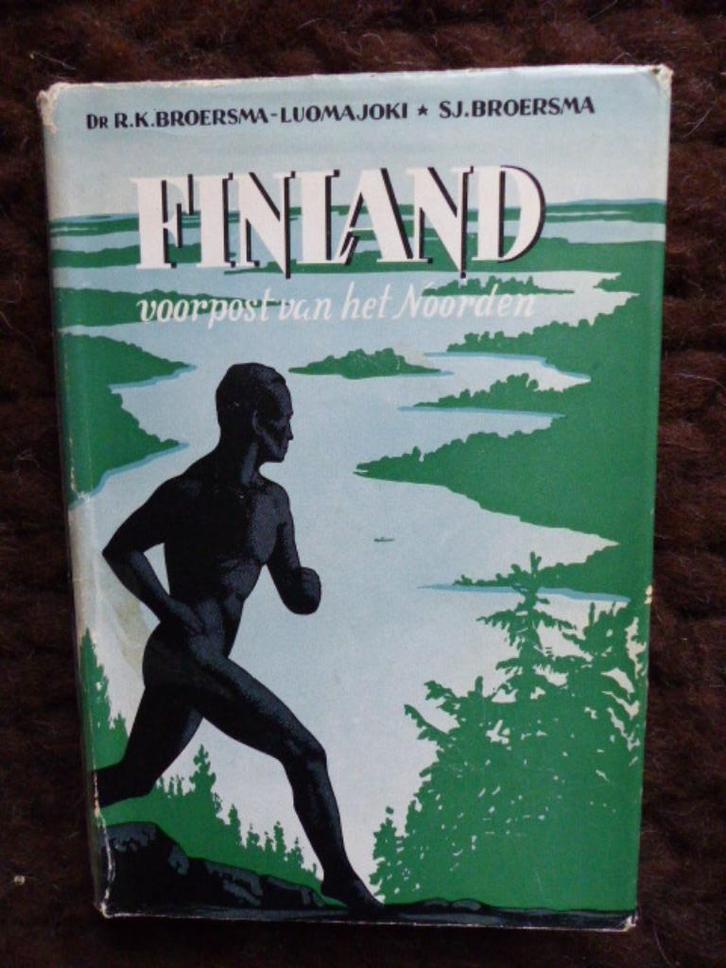 DR R.K. BROERSMA-LUOMAJOKI ★ SJ. BROERSMA
FINLAND
voorpost van het Noorden